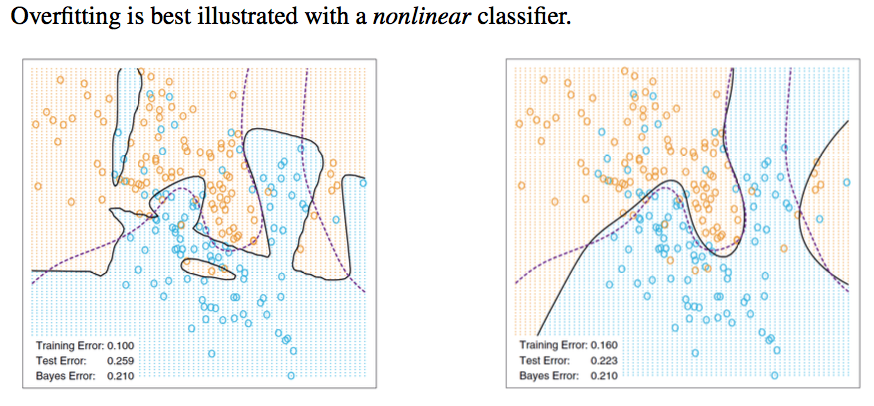 Overfitting is best illustrated with a nonlinear classifier.
Training Error: 0.100
Test Error: 0.259
Bayes Error: 0.210
Training Error: 0.160
Test Error: 0.223
Bayes Error: 0.210